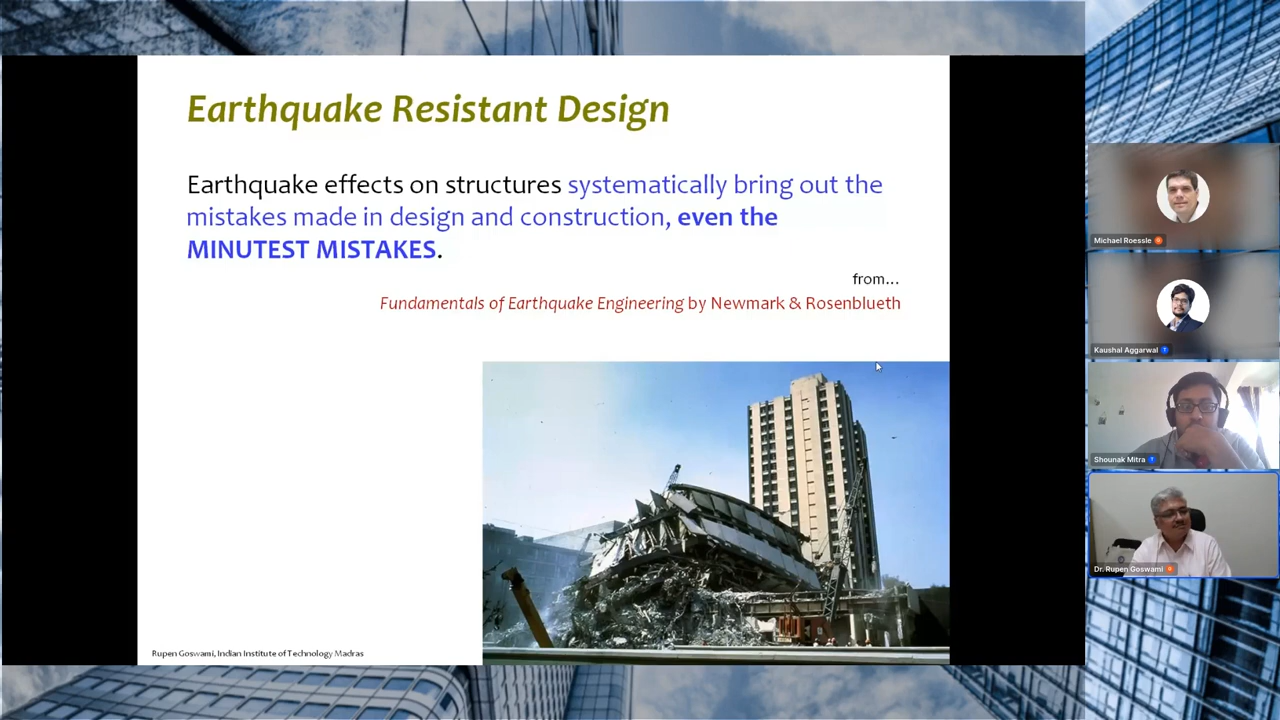 Earthquake Resistant Design
Earthquake effects on structures systematically bring out the
mistakes made in design and construction, even the
MINUTEST MISTAKES.
from...
Fundamentals of Earthquake Engineering by Newmark & Rosenblueth
Rupen Goswami, Indian Institute of Technology Madras
Michael Roessle
Kaushal Aggarwal
Shounak Mitra
Dr. Rupen Goswami